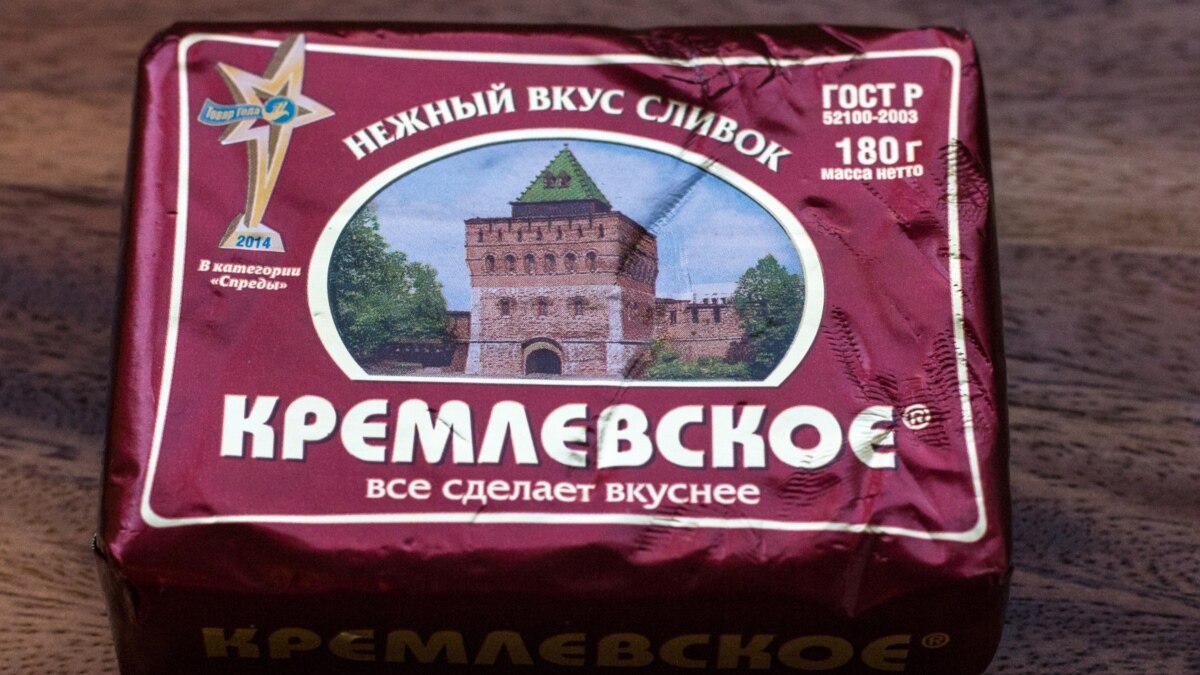 Товар Года
2014
В категории
«Спреды»
НЕЖНЫЙ ВКУС СЛИВОК
ГОСТ Р
52100-2003
180 г
масса нетто
КРЕМЛЕВСКОЕ®
все сделает вкуснее
КРЕМЛЕВСКОЕ®